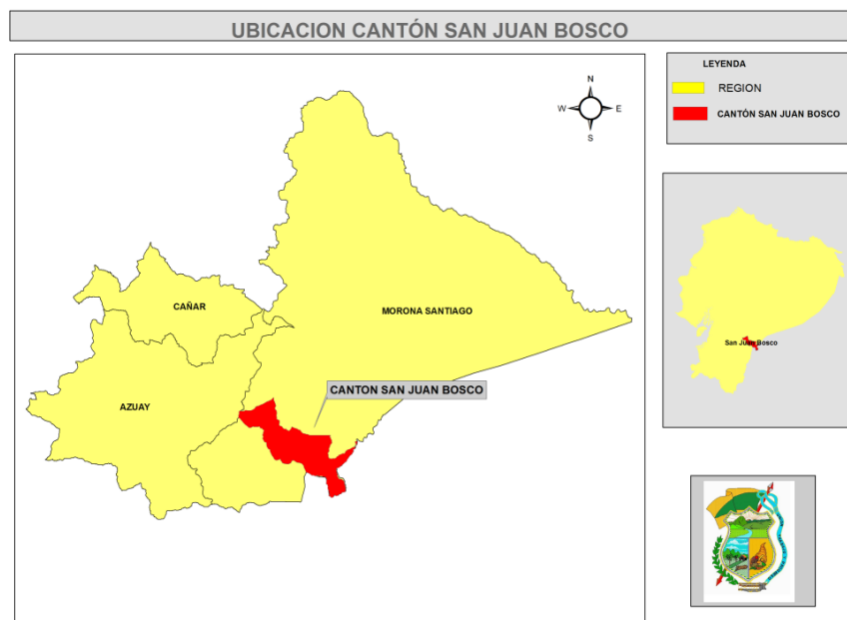 UBICACION CANTÓN SAN JUAN BOSCO
N
W
E
S
CAÑAR
MORONA SANTIAGO
AZUAY
CANTON SAN JUAN BOSCO
LEYENDA
REGION
CANTÓN SAN JUAN BOSCO
San Juan Bosco